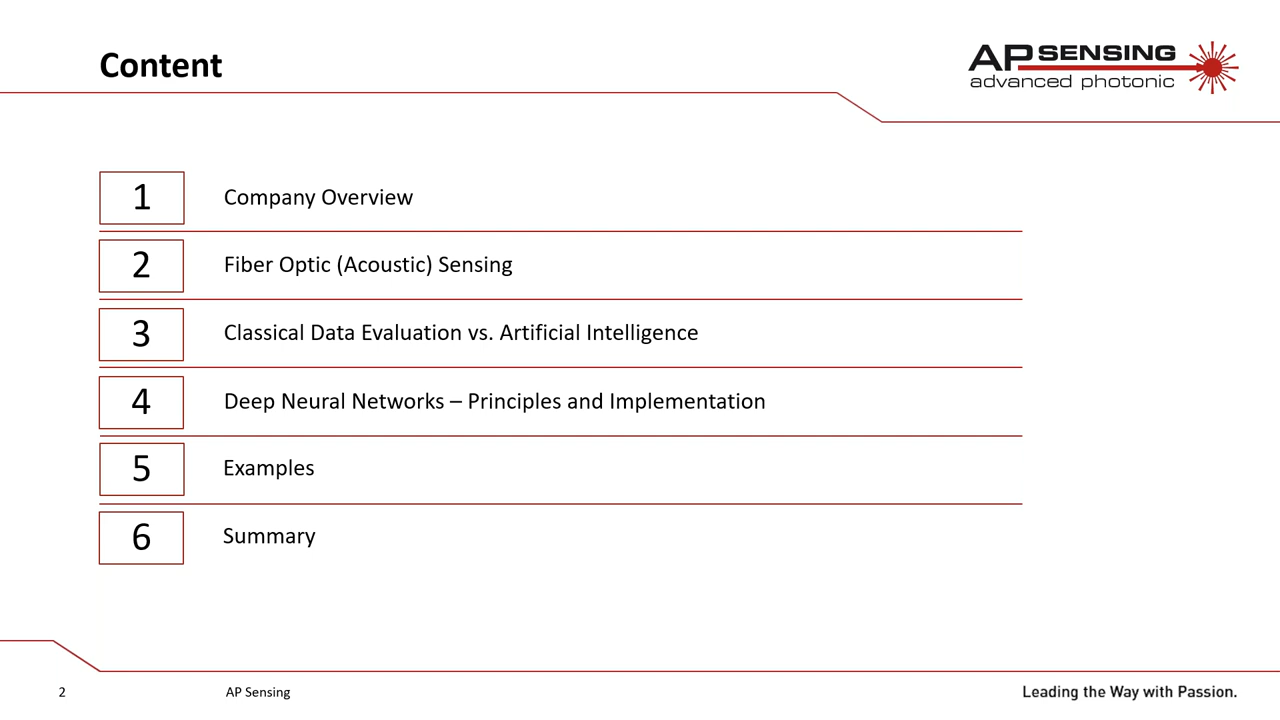 Content
AP SENSING
advanced photonic
1 Company Overview
2 Fiber Optic (Acoustic) Sensing
3 Classical Data Evaluation vs. Artificial Intelligence
4 Deep Neural Networks – Principles and Implementation
5 Examples
6 Summary
2 AP Sensing Leading the Way with Passion.